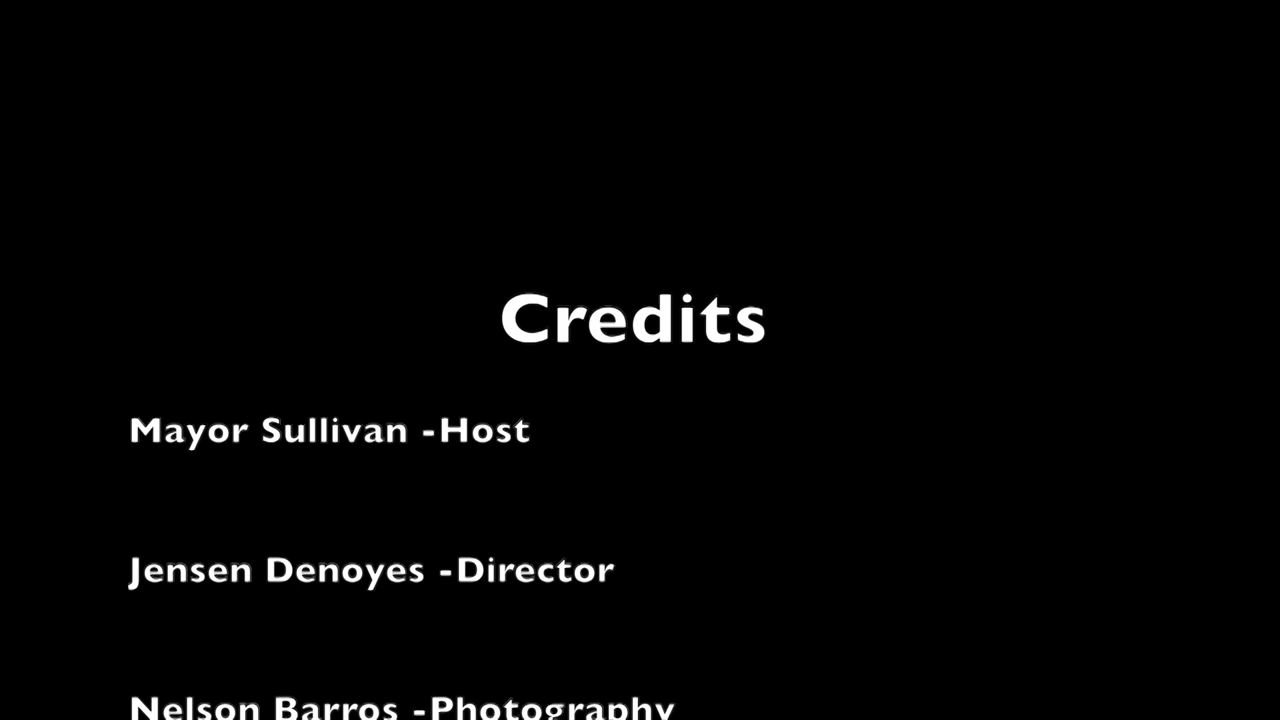 Credits
Mayor Sullivan -Host
Jensen Denoyes -Director
Nelson Barros -Photography